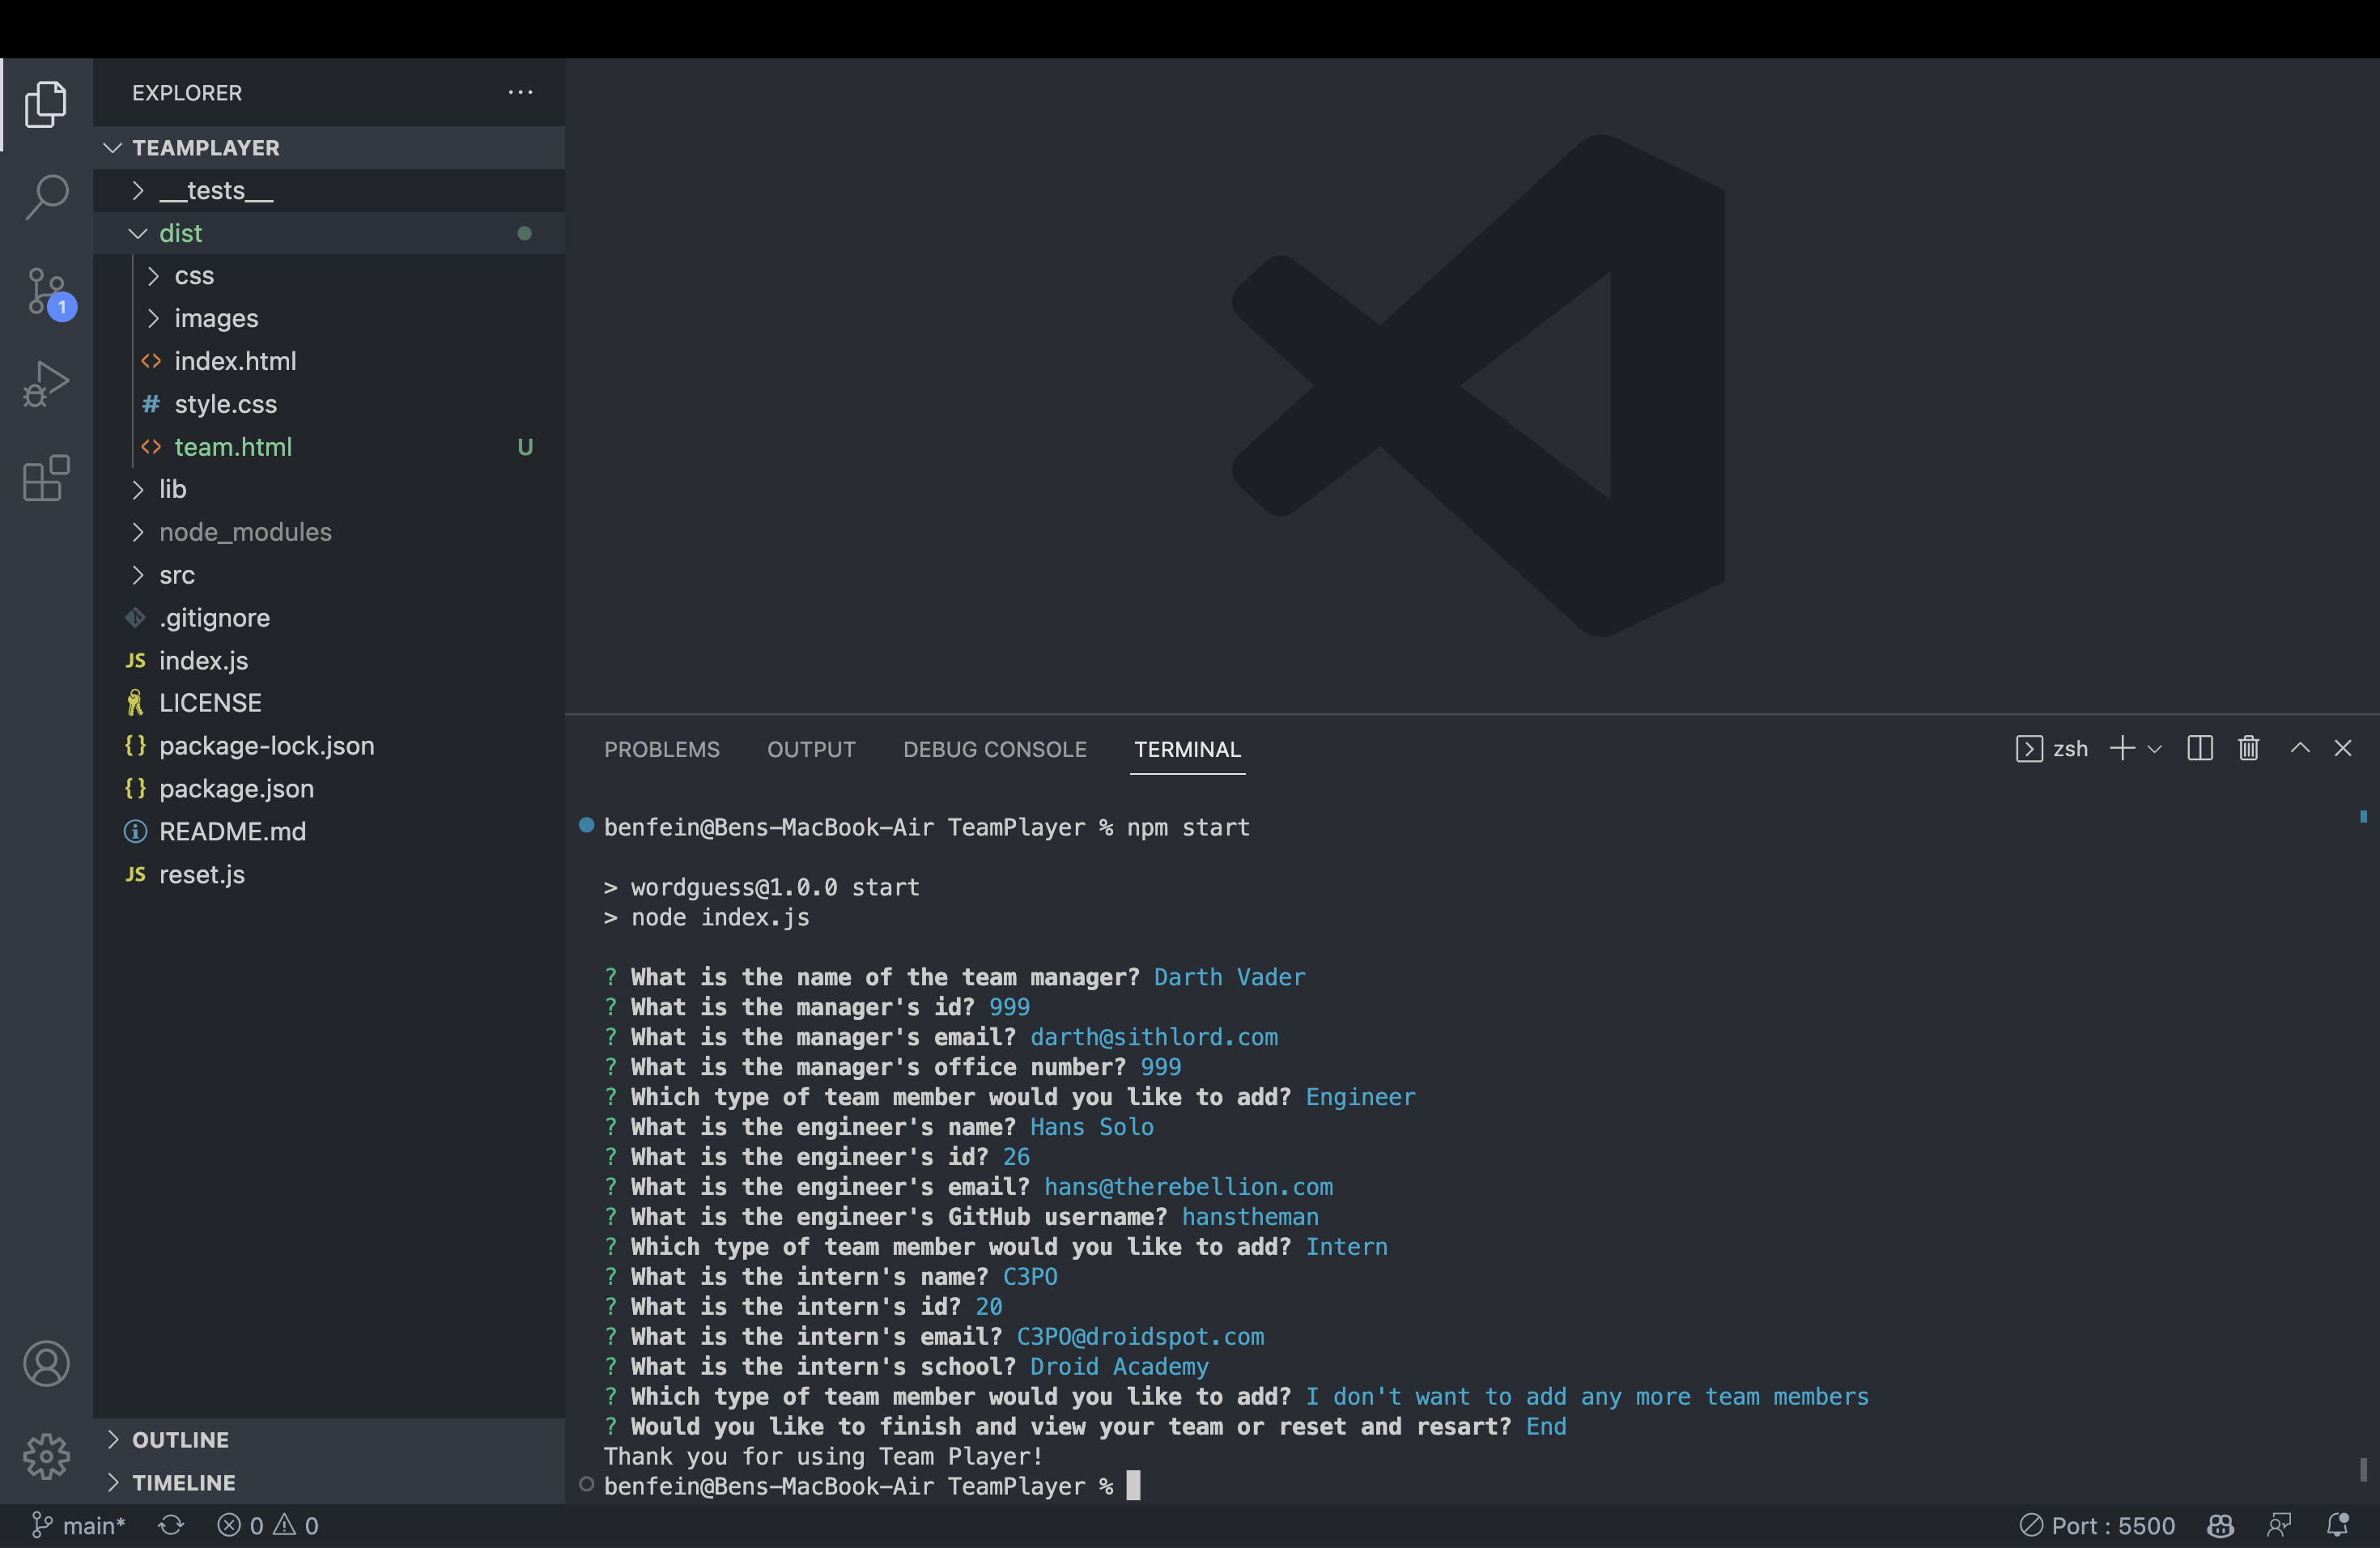 EXPLORER
TEAMPLAYER
__tests__
dist
css
images
index.html
# style.css
team.html U
lib
node_modules
src
.gitignore
JS index.js
LICENSE
{} package-lock.json
{} package.json
README.md
JS reset.js
OUTLINE
TIMELINE
1
PROBLEMS OUTPUT DEBUG CONSOLE TERMINAL zsh
benfein@Bens-MacBook-Air TeamPlayer % npm start
> wordguess@1.0.0 start
> node index.js
? What is the name of the team manager? Darth Vader
? What is the manager's id? 999
? What is the manager's email? darth@sithlord.com
? What is the manager's office number? 999
? Which type of team member would you like to add? Engineer
? What is the engineer's name? Hans Solo
? What is the engineer's id? 26
? What is the engineer's email? hans@therebellion.com
? What is the engineer's GitHub username? hanstheman
? Which type of team member would you like to add? Intern
? What is the intern's name? C3PO
? What is the intern's id? 20
? What is the intern's email? C3PO@droidspot.com
? What is the intern's school? Droid Academy
? Which type of team member would you like to add? I don't want to add any more team members
? Would you like to finish and view your team or reset and resart? End
Thank you for using Team Player!
benfein@Bens-MacBook-Air TeamPlayer %
main* 0 0 Port : 5500